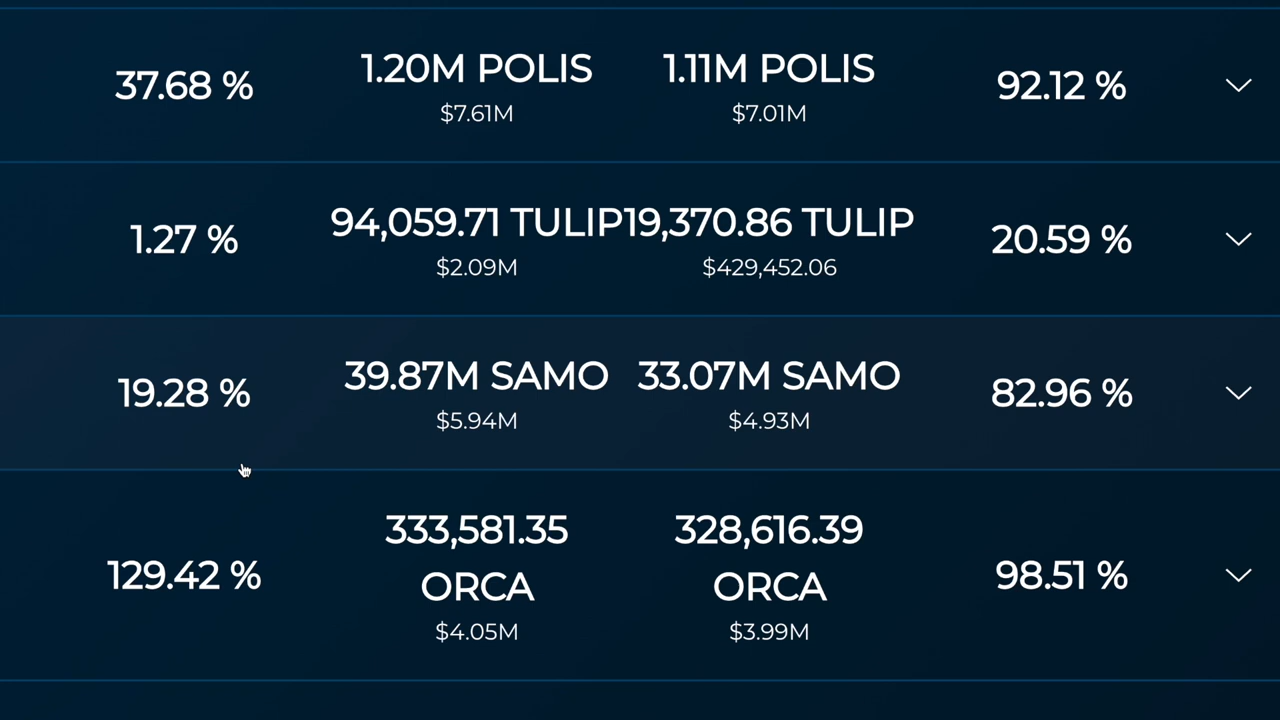 37.68 %
1.20M POLIS
$7.61M
1.11M POLIS
$7.01M
92.12 %
1.27 %
94,059.71 TULIP
$2.09M
19,370.86 TULIP
$429,452.06
20.59 %
19.28 %
39.87M SAMO
$5.94M
33.07M SAMO
$4.93M
82.96 %
129.42 %
333,581.35
ORCA
$4.05M
328,616.39
ORCA
$3.99M
98.51 %